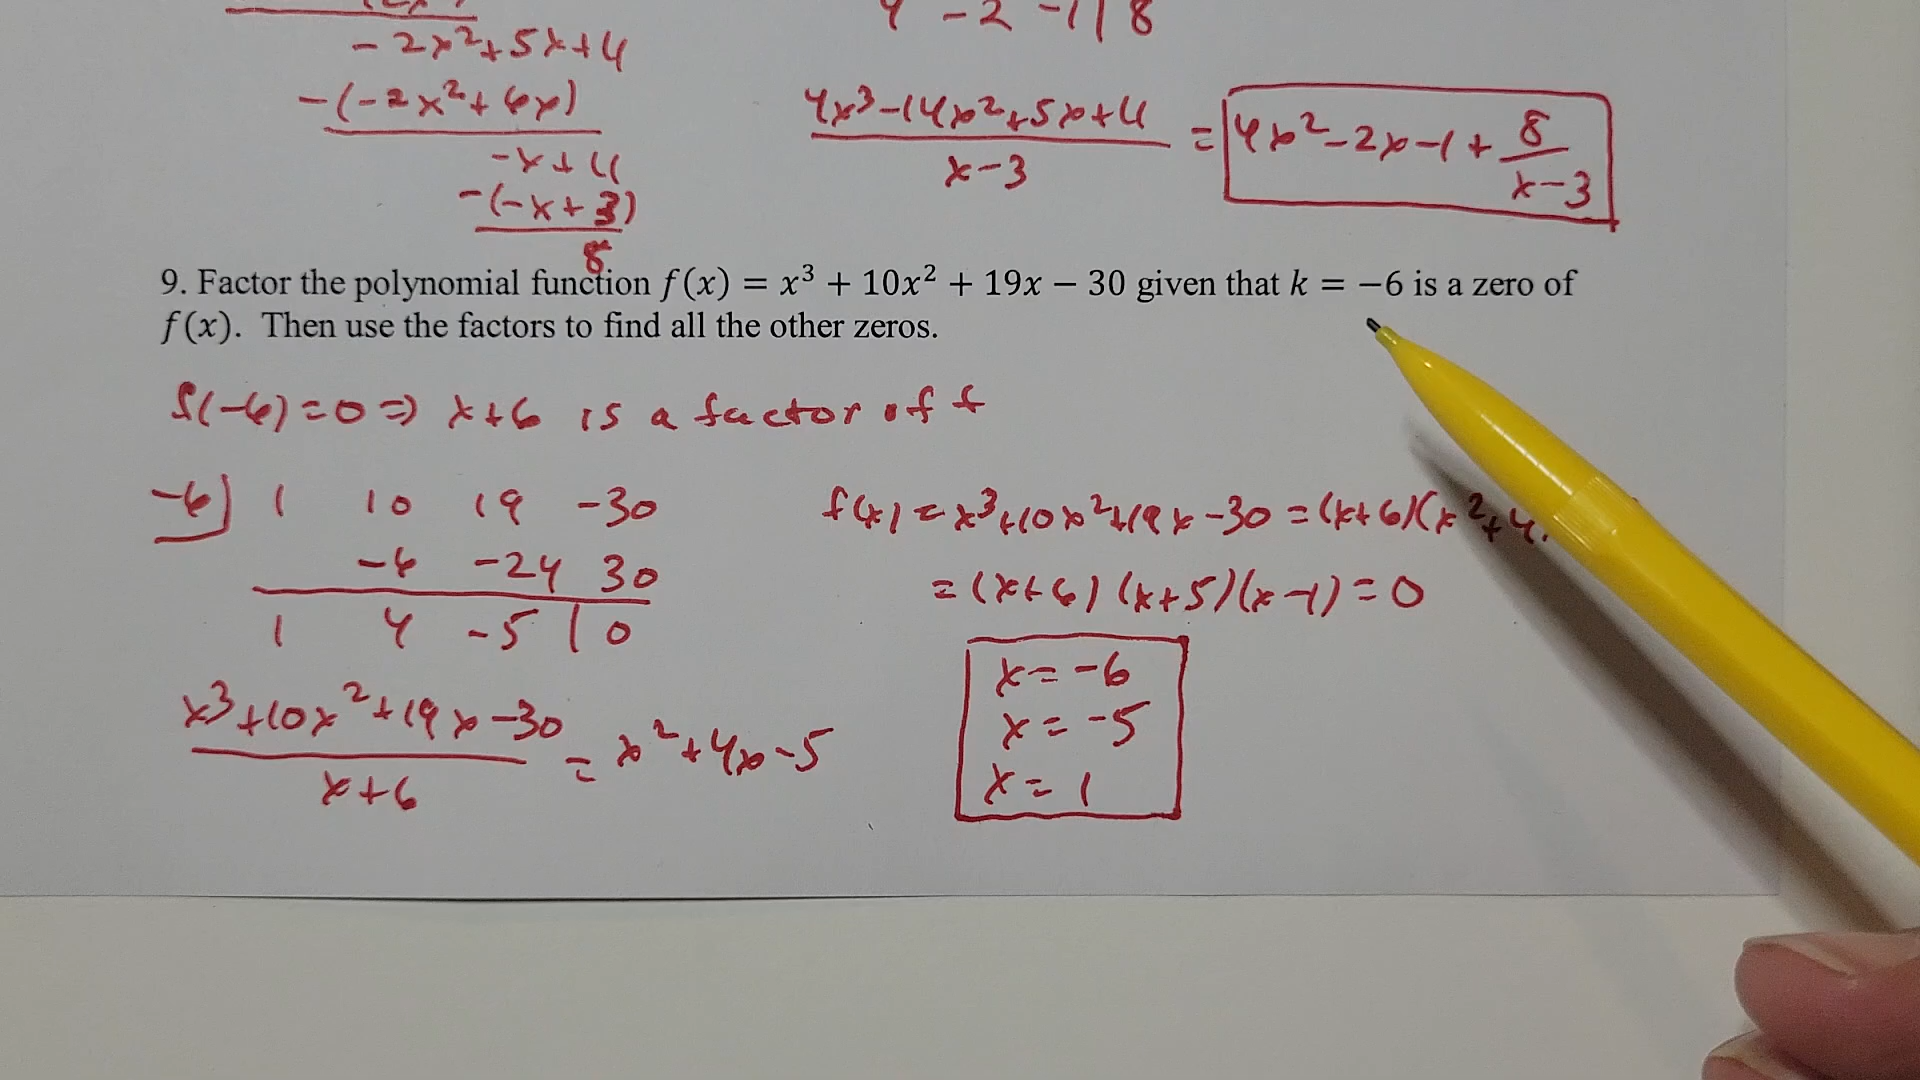 -2x²+5x+4
-(-2x²+6x)
-x+4
-(-x+3)
8
4 -2 -1 | 8
4x³-14x²+5x+4 / x-3 = 4x²-2x-1+ 8 / x-3
9. Factor the polynomial function f(x) = x³ + 10x² + 19x − 30 given that k = −6 is a zero of
f(x). Then use the factors to find all the other zeros.
f(-6)=0 => x+6 is a factor of f
-6) 1 10 19 -30
-6 -24 30
1 4 -5 | 0
x³+10x²+19x-30 / x+6 = x²+4x-5
f(x) = x³+10x²+19x-30 = (x+6)(x²+4
= (x+6)(x+5)(x-1) = 0
x = -6
x = -5
x = 1